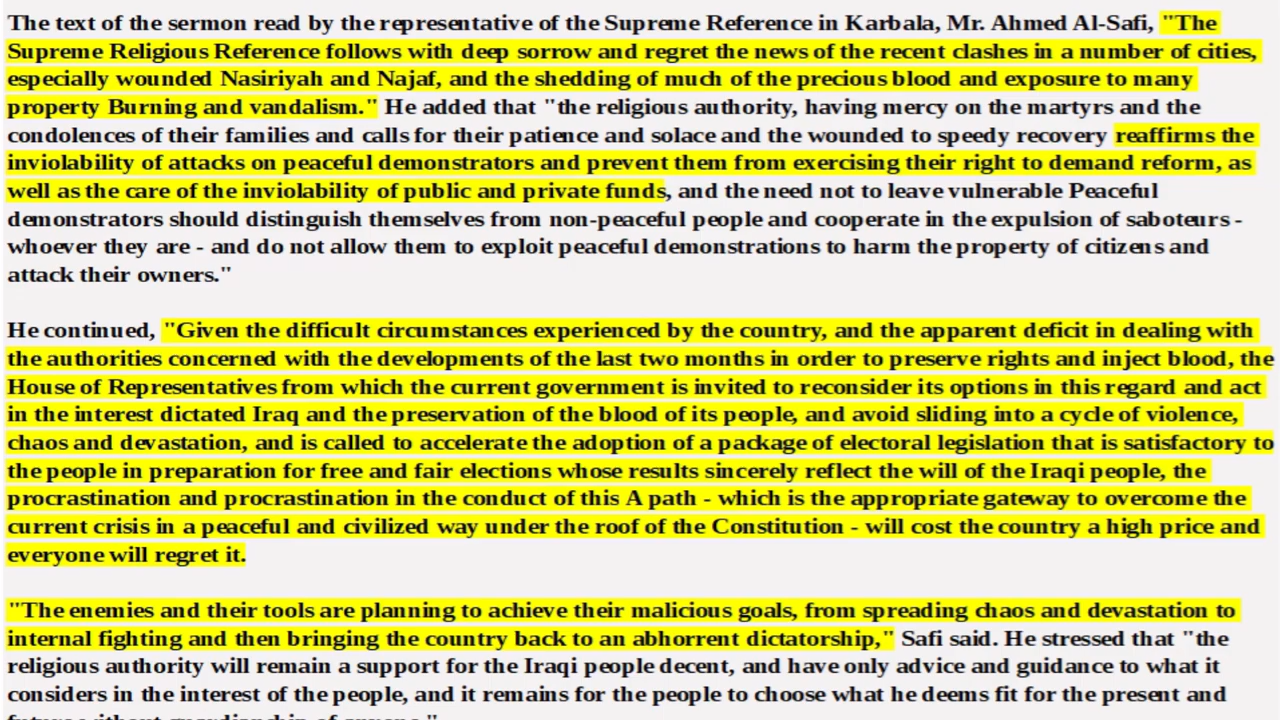 The text of the sermon read by the representative of the Supreme Reference in Karbala, Mr. Ahmed Al-Safi, "The
Supreme Religious Reference follows with deep sorrow and regret the news of the recent clashes in a number of cities,
especially wounded Nasiriyah and Najaf, and the shedding of much of the precious blood and exposure to many
property Burning and vandalism." He added that "the religious authority, having mercy on the martyrs and the
condolences of their families and calls for their patience and solace and the wounded to speedy recovery reaffirms the
inviolability of attacks on peaceful demonstrators and prevent them from exercising their right to demand reform, as
well as the care of the inviolability of public and private funds, and the need not to leave vulnerable Peaceful
demonstrators should distinguish themselves from non-peaceful people and cooperate in the expulsion of saboteurs -
whoever they are - and do not allow them to exploit peaceful demonstrations to harm the property of citizens and
attack their owners."
He continued, "Given the difficult circumstances experienced by the country, and the apparent deficit in dealing with
the authorities concerned with the developments of the last two months in order to preserve rights and inject blood, the
House of Representatives from which the current government is invited to reconsider its options in this regard and act
in the interest dictated Iraq and the preservation of the blood of its people, and avoid sliding into a cycle of violence,
chaos and devastation, and is called to accelerate the adoption of a package of electoral legislation that is satisfactory to
the people in preparation for free and fair elections whose results sincerely reflect the will of the Iraqi people, the
procrastination and procrastination in the conduct of this A path - which is the appropriate gateway to overcome the
current crisis in a peaceful and civilized way under the roof of the Constitution - will cost the country a high price and
everyone will regret it.
"The enemies and their tools are planning to achieve their malicious goals, from spreading chaos and devastation to
internal fighting and then bringing the country back to an abhorrent dictatorship," Safi said. He stressed that "the
religious authority will remain a support for the Iraqi people decent, and have only advice and guidance to what it
considers in the interest of the people, and it remains for the people to choose what he deems fit for the present and